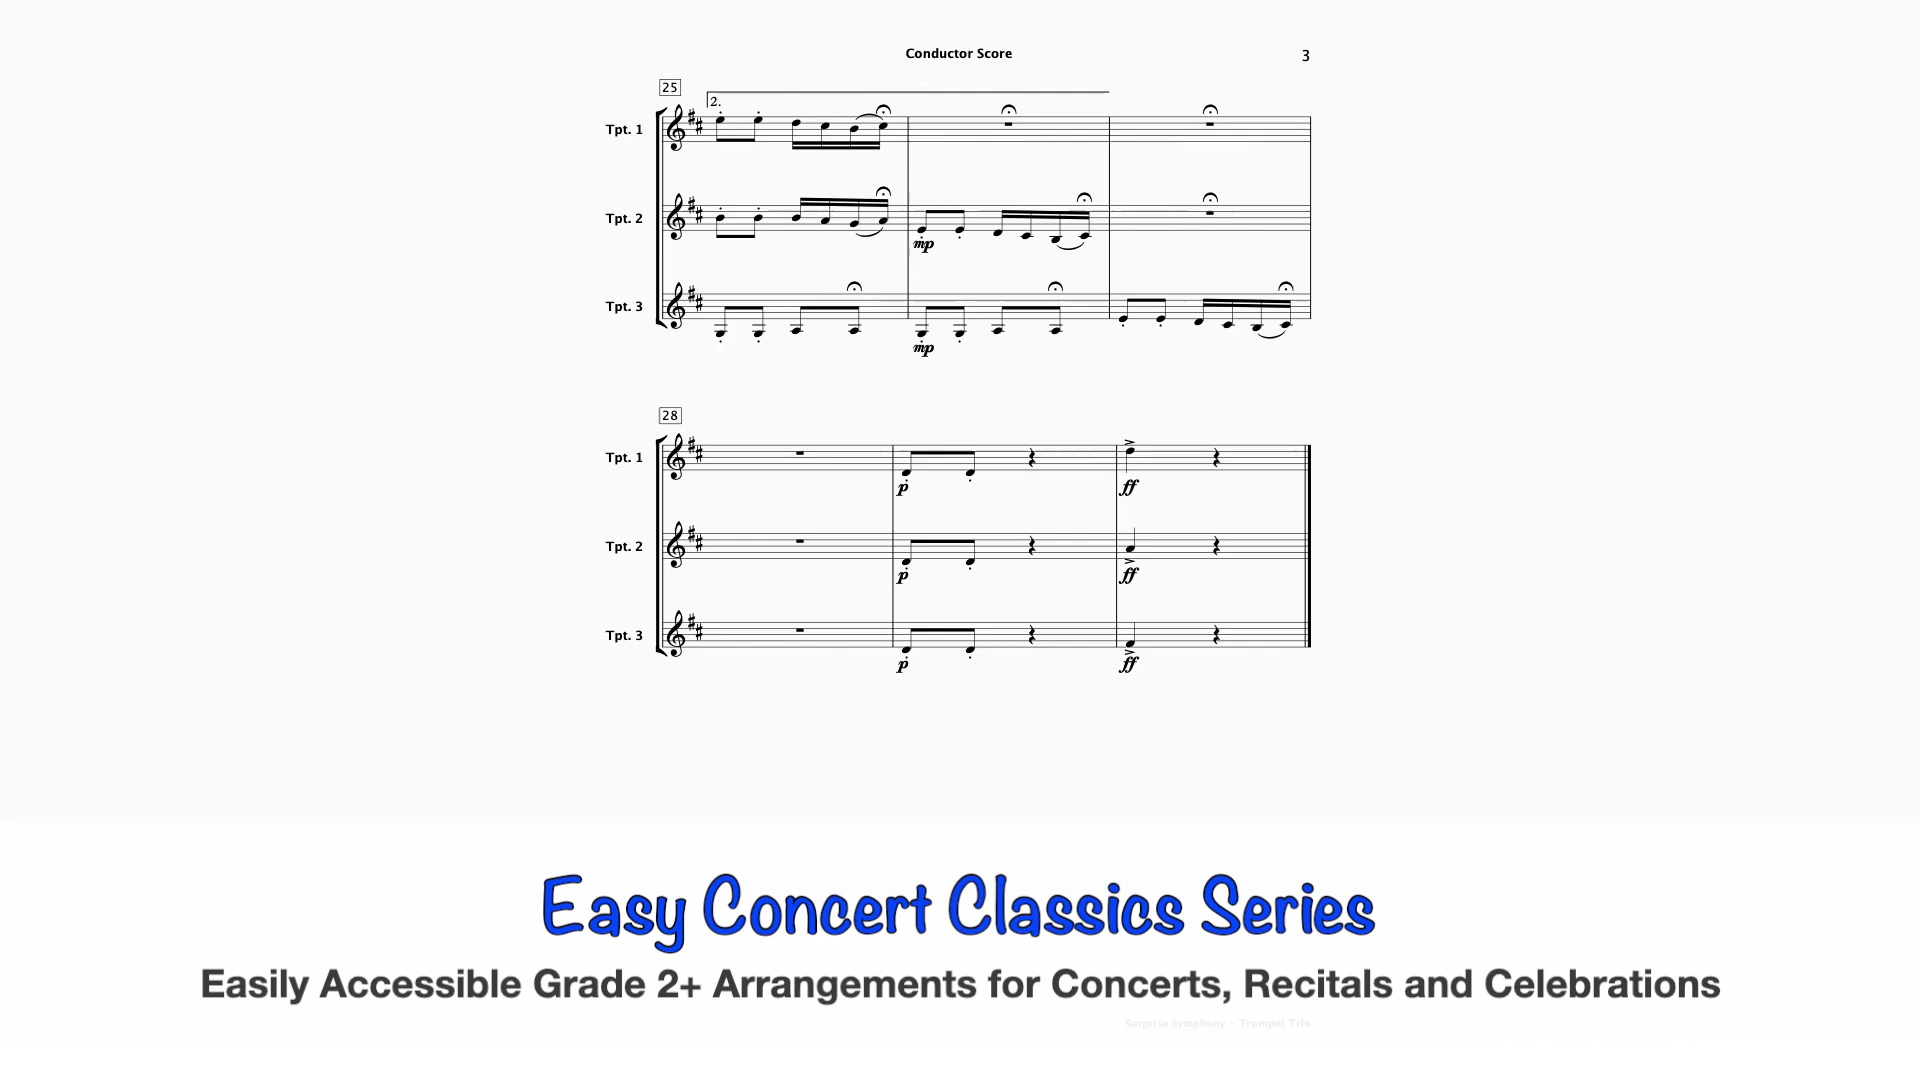 Conductor Score
3
25
2.
Tpt. 1
Tpt. 2
mp
Tpt. 3
mp
28
Tpt. 1
p
ff
Tpt. 2
p
ff
Tpt. 3
p
ff
Easy Concert Classics Series
Easily Accessible Grade 2+ Arrangements for Concerts, Recitals and Celebrations
Surprise Symphony - Trumpet Trio